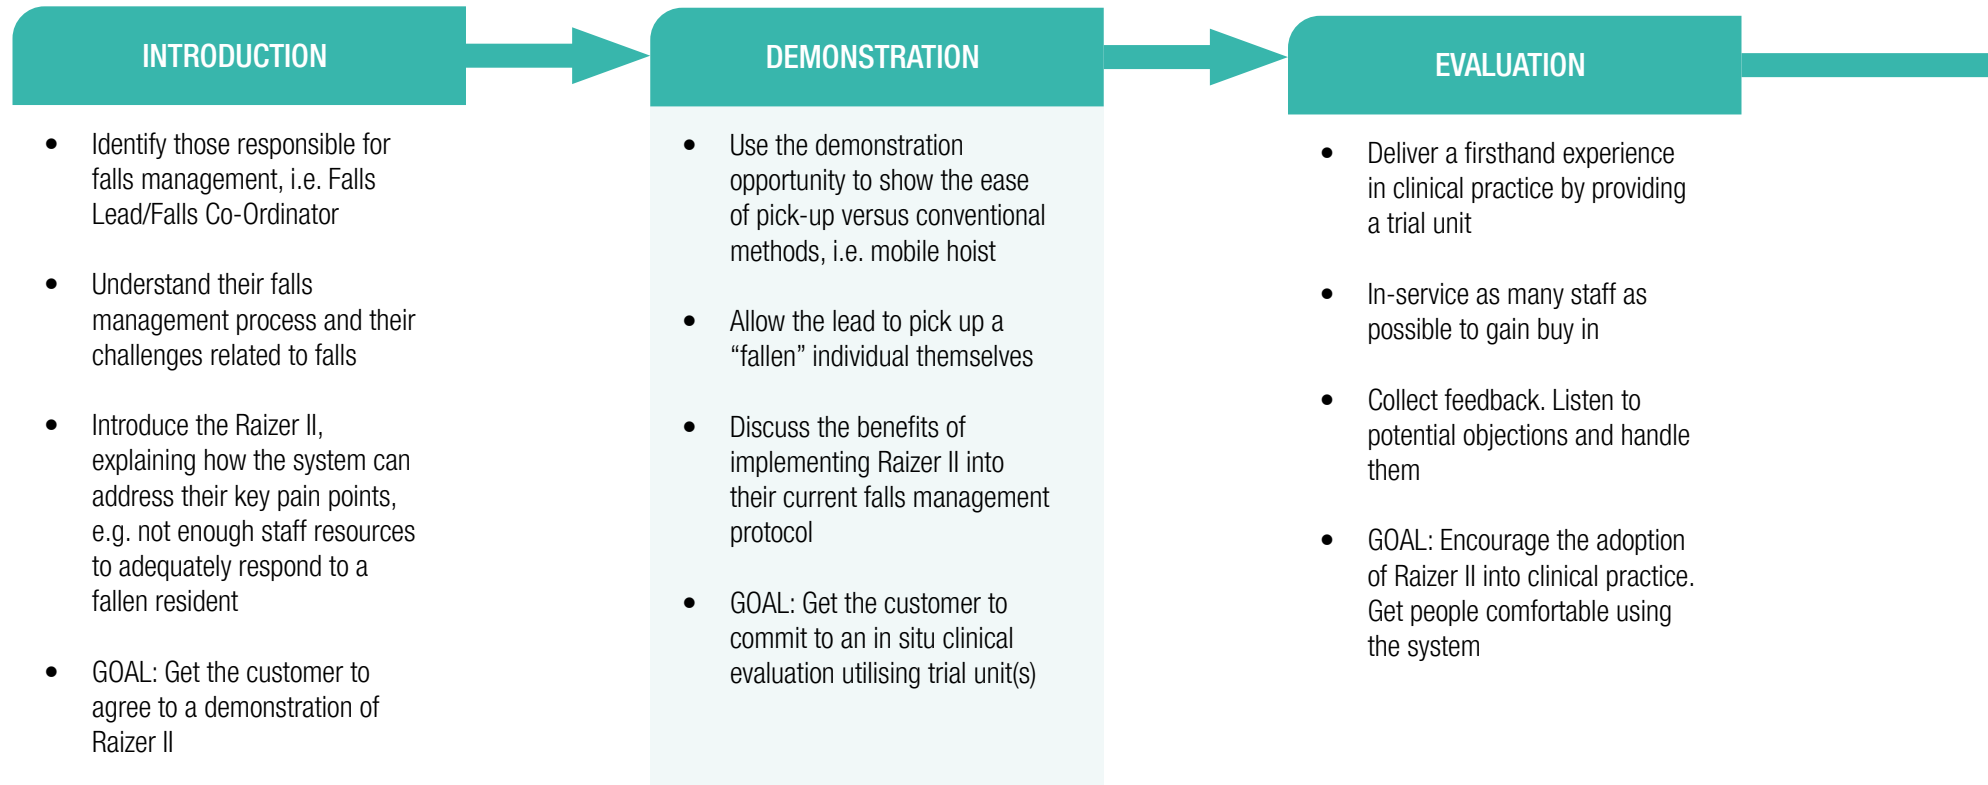 INTRODUCTION
• Identify those responsible for
falls management, i.e. Falls
Lead/Falls Co-Ordinator
• Understand their falls
management process and their
challenges related to falls
• Introduce the Raizer II,
explaining how the system can
address their key pain points,
e.g. not enough staff resources
to adequately respond to a
fallen resident
• GOAL: Get the customer to
agree to a demonstration of
Raizer II
DEMONSTRATION
• Use the demonstration
opportunity to show the ease
of pick-up versus conventional
methods, i.e. mobile hoist
• Allow the lead to pick up a
“fallen” individual themselves
• Discuss the benefits of
implementing Raizer II into
their current falls management
protocol
• GOAL: Get the customer to
commit to an in situ clinical
evaluation utilising trial unit(s)
EVALUATION
• Deliver a firsthand experience
in clinical practice by providing
a trial unit
• In-service as many staff as
possible to gain buy in
• Collect feedback. Listen to
potential objections and handle
them
• GOAL: Encourage the adoption
of Raizer II into clinical practice.
Get people comfortable using
the system